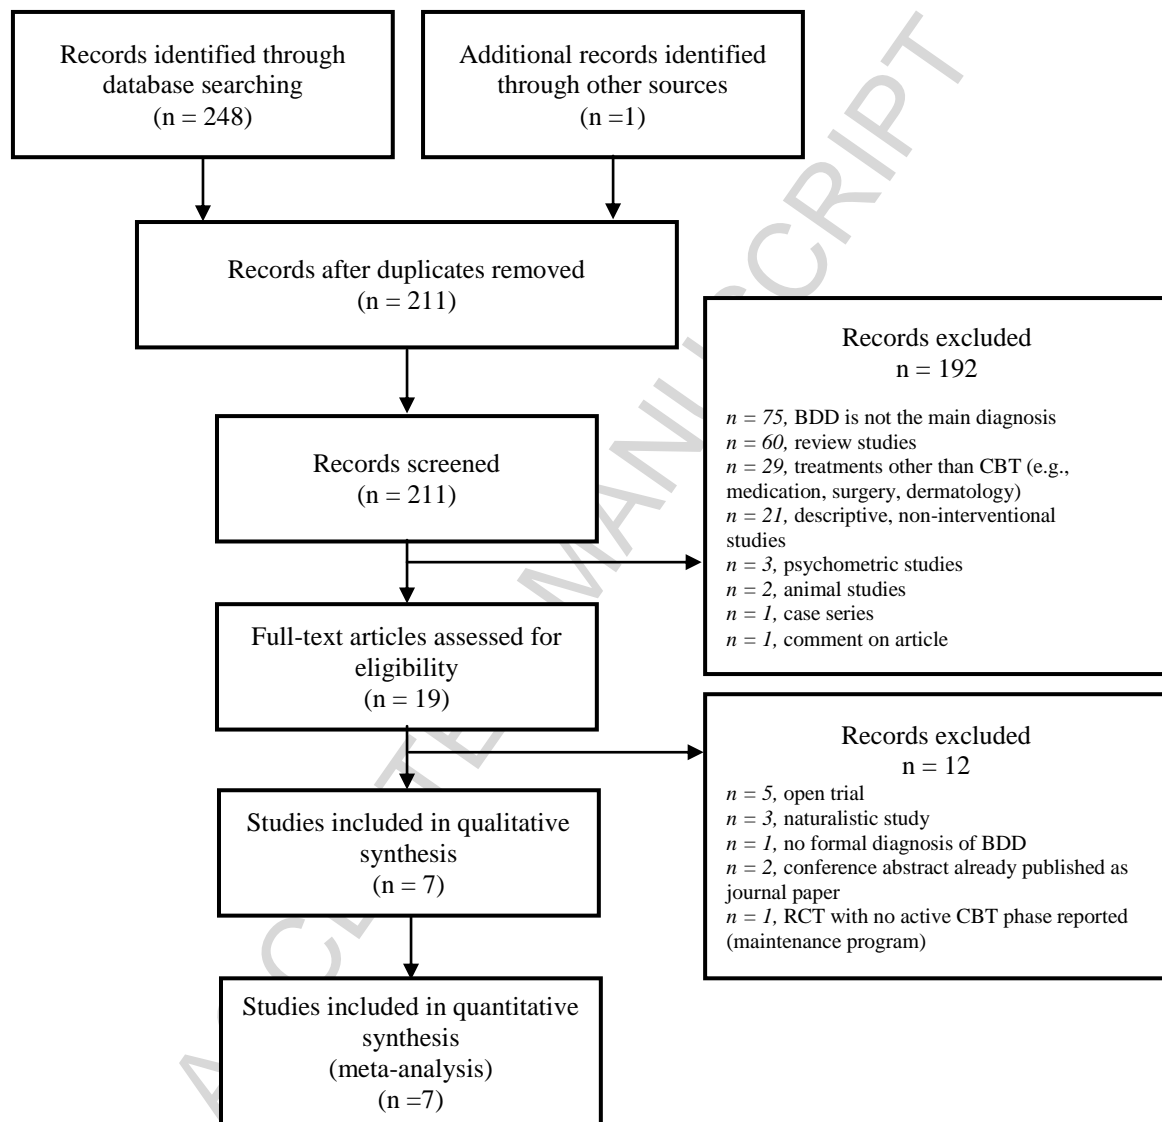 Records identified through
database searching
(n = 248)
Additional records identified
through other sources
(n =1)
Records after duplicates removed
(n = 211)
Records screened
(n = 211)
Records excluded
n = 192
n = 75, BDD is not the main diagnosis
n = 60, review studies
n = 29, treatments other than CBT (e.g.,
medication, surgery, dermatology)
n = 21, descriptive, non-interventional
studies
n = 3, psychometric studies
n = 2, animal studies
n = 1, case series
n = 1, comment on article
Full-text articles assessed for
eligibility
(n = 19)
Records excluded
n = 12
n = 5, open trial
n = 3, naturalistic study
n = 1, no formal diagnosis of BDD
n = 2, conference abstract already published as
journal paper
n = 1, RCT with no active CBT phase reported
(maintenance program)
Studies included in qualitative
synthesis
(n = 7)
Studies included in quantitative
synthesis
(meta-analysis)
(n =7)